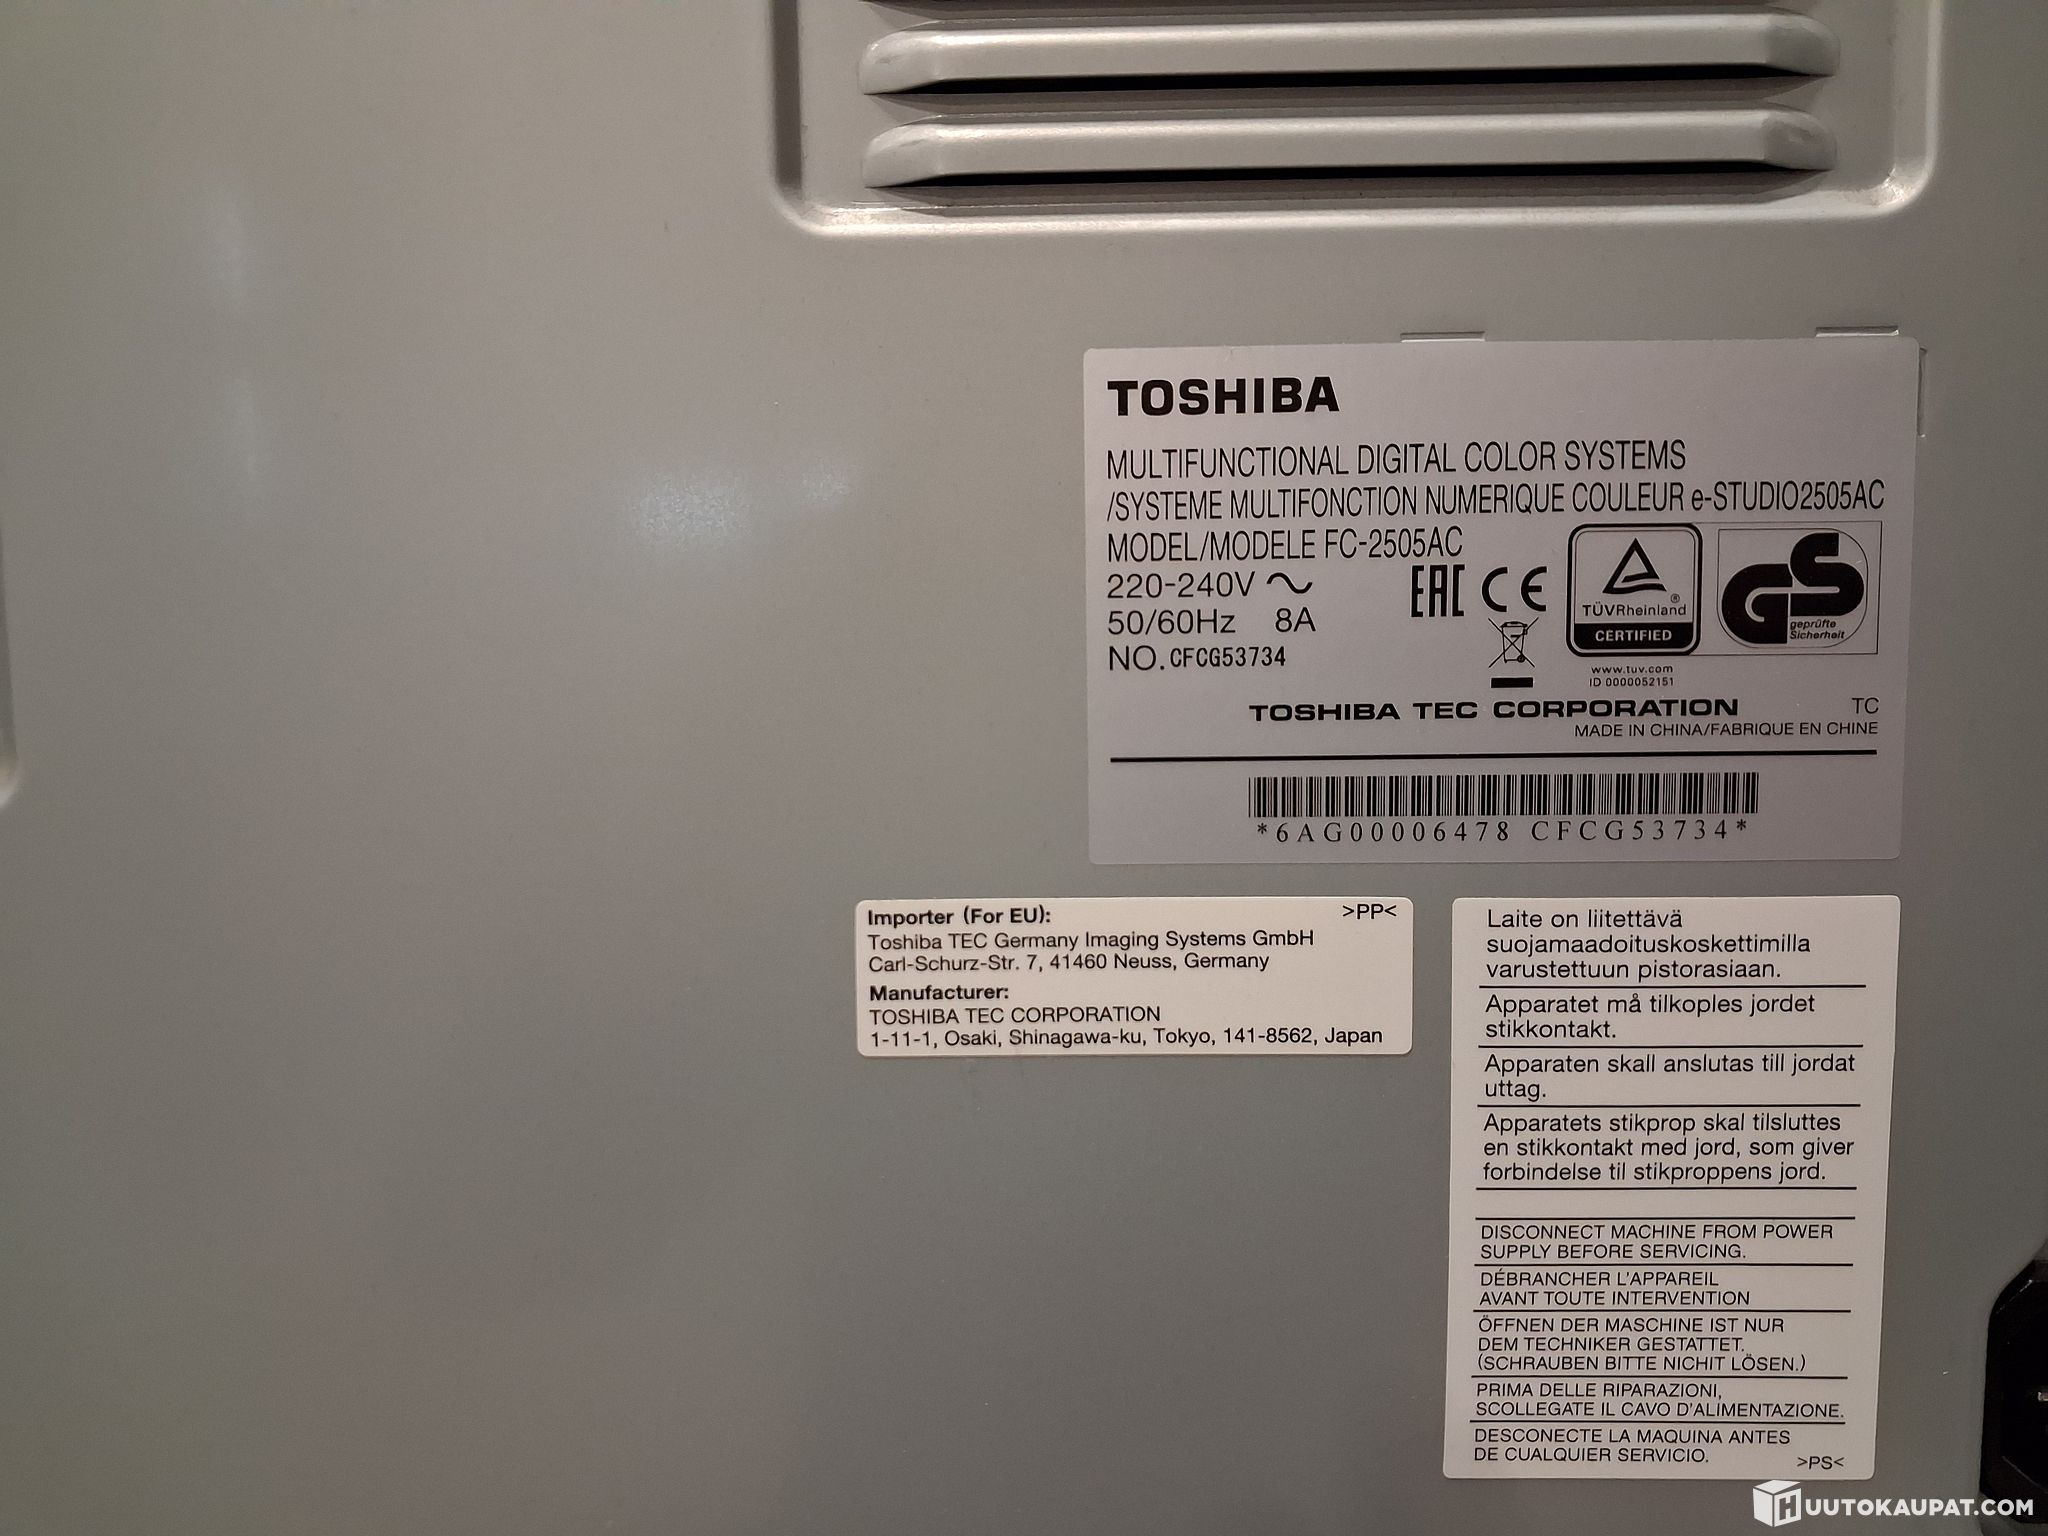 TOSHIBA
MULTIFUNCTIONAL DIGITAL COLOR SYSTEMS
/SYSTEME MULTIFONCTION NUMERIQUE COULEUR e-STUDIO2505AC
MODEL/MODELE FC-2505AC
220-240V ~
50/60Hz 8A
NO. CFCG53734
EAC CE
TÜVRheinland®
CERTIFIED
www.tuv.com
ID 0000052151
GS
geprüfte
Sicherheit
TOSHIBA TEC CORPORATION TC
MADE IN CHINA/FABRIQUE EN CHINE
*6AG00006478 CFCG53734*
Importer (For EU): >PP<
Toshiba TEC Germany Imaging Systems GmbH
Carl-Schurz-Str. 7, 41460 Neuss, Germany
Manufacturer:
TOSHIBA TEC CORPORATION
1-11-1, Osaki, Shinagawa-ku, Tokyo, 141-8562, Japan
Laite on liitettävä
suojamaadoituskoskettimilla
varustettuun pistorasiaan.
Apparatet må tilkoples jordet
stikkontakt.
Apparaten skall anslutas till jordat
uttag.
Apparatets stikprop skal tilsluttes
en stikkontakt med jord, som giver
forbindelse til stikproppens jord.
DISCONNECT MACHINE FROM POWER
SUPPLY BEFORE SERVICING.
DÉBRANCHER L'APPAREIL
AVANT TOUTE INTERVENTION
ÖFFNEN DER MASCHINE IST NUR
DEM TECHNIKER GESTATTET.
(SCHRAUBEN BITTE NICHIT LÖSEN.)
PRIMA DELLE RIPARAZIONI,
SCOLLEGATE IL CAVO D'ALIMENTAZIONE.
DESCONECTE LA MAQUINA ANTES
DE CUALQUIER SERVICIO.
>PS<
HUUTOKAUPAT.COM